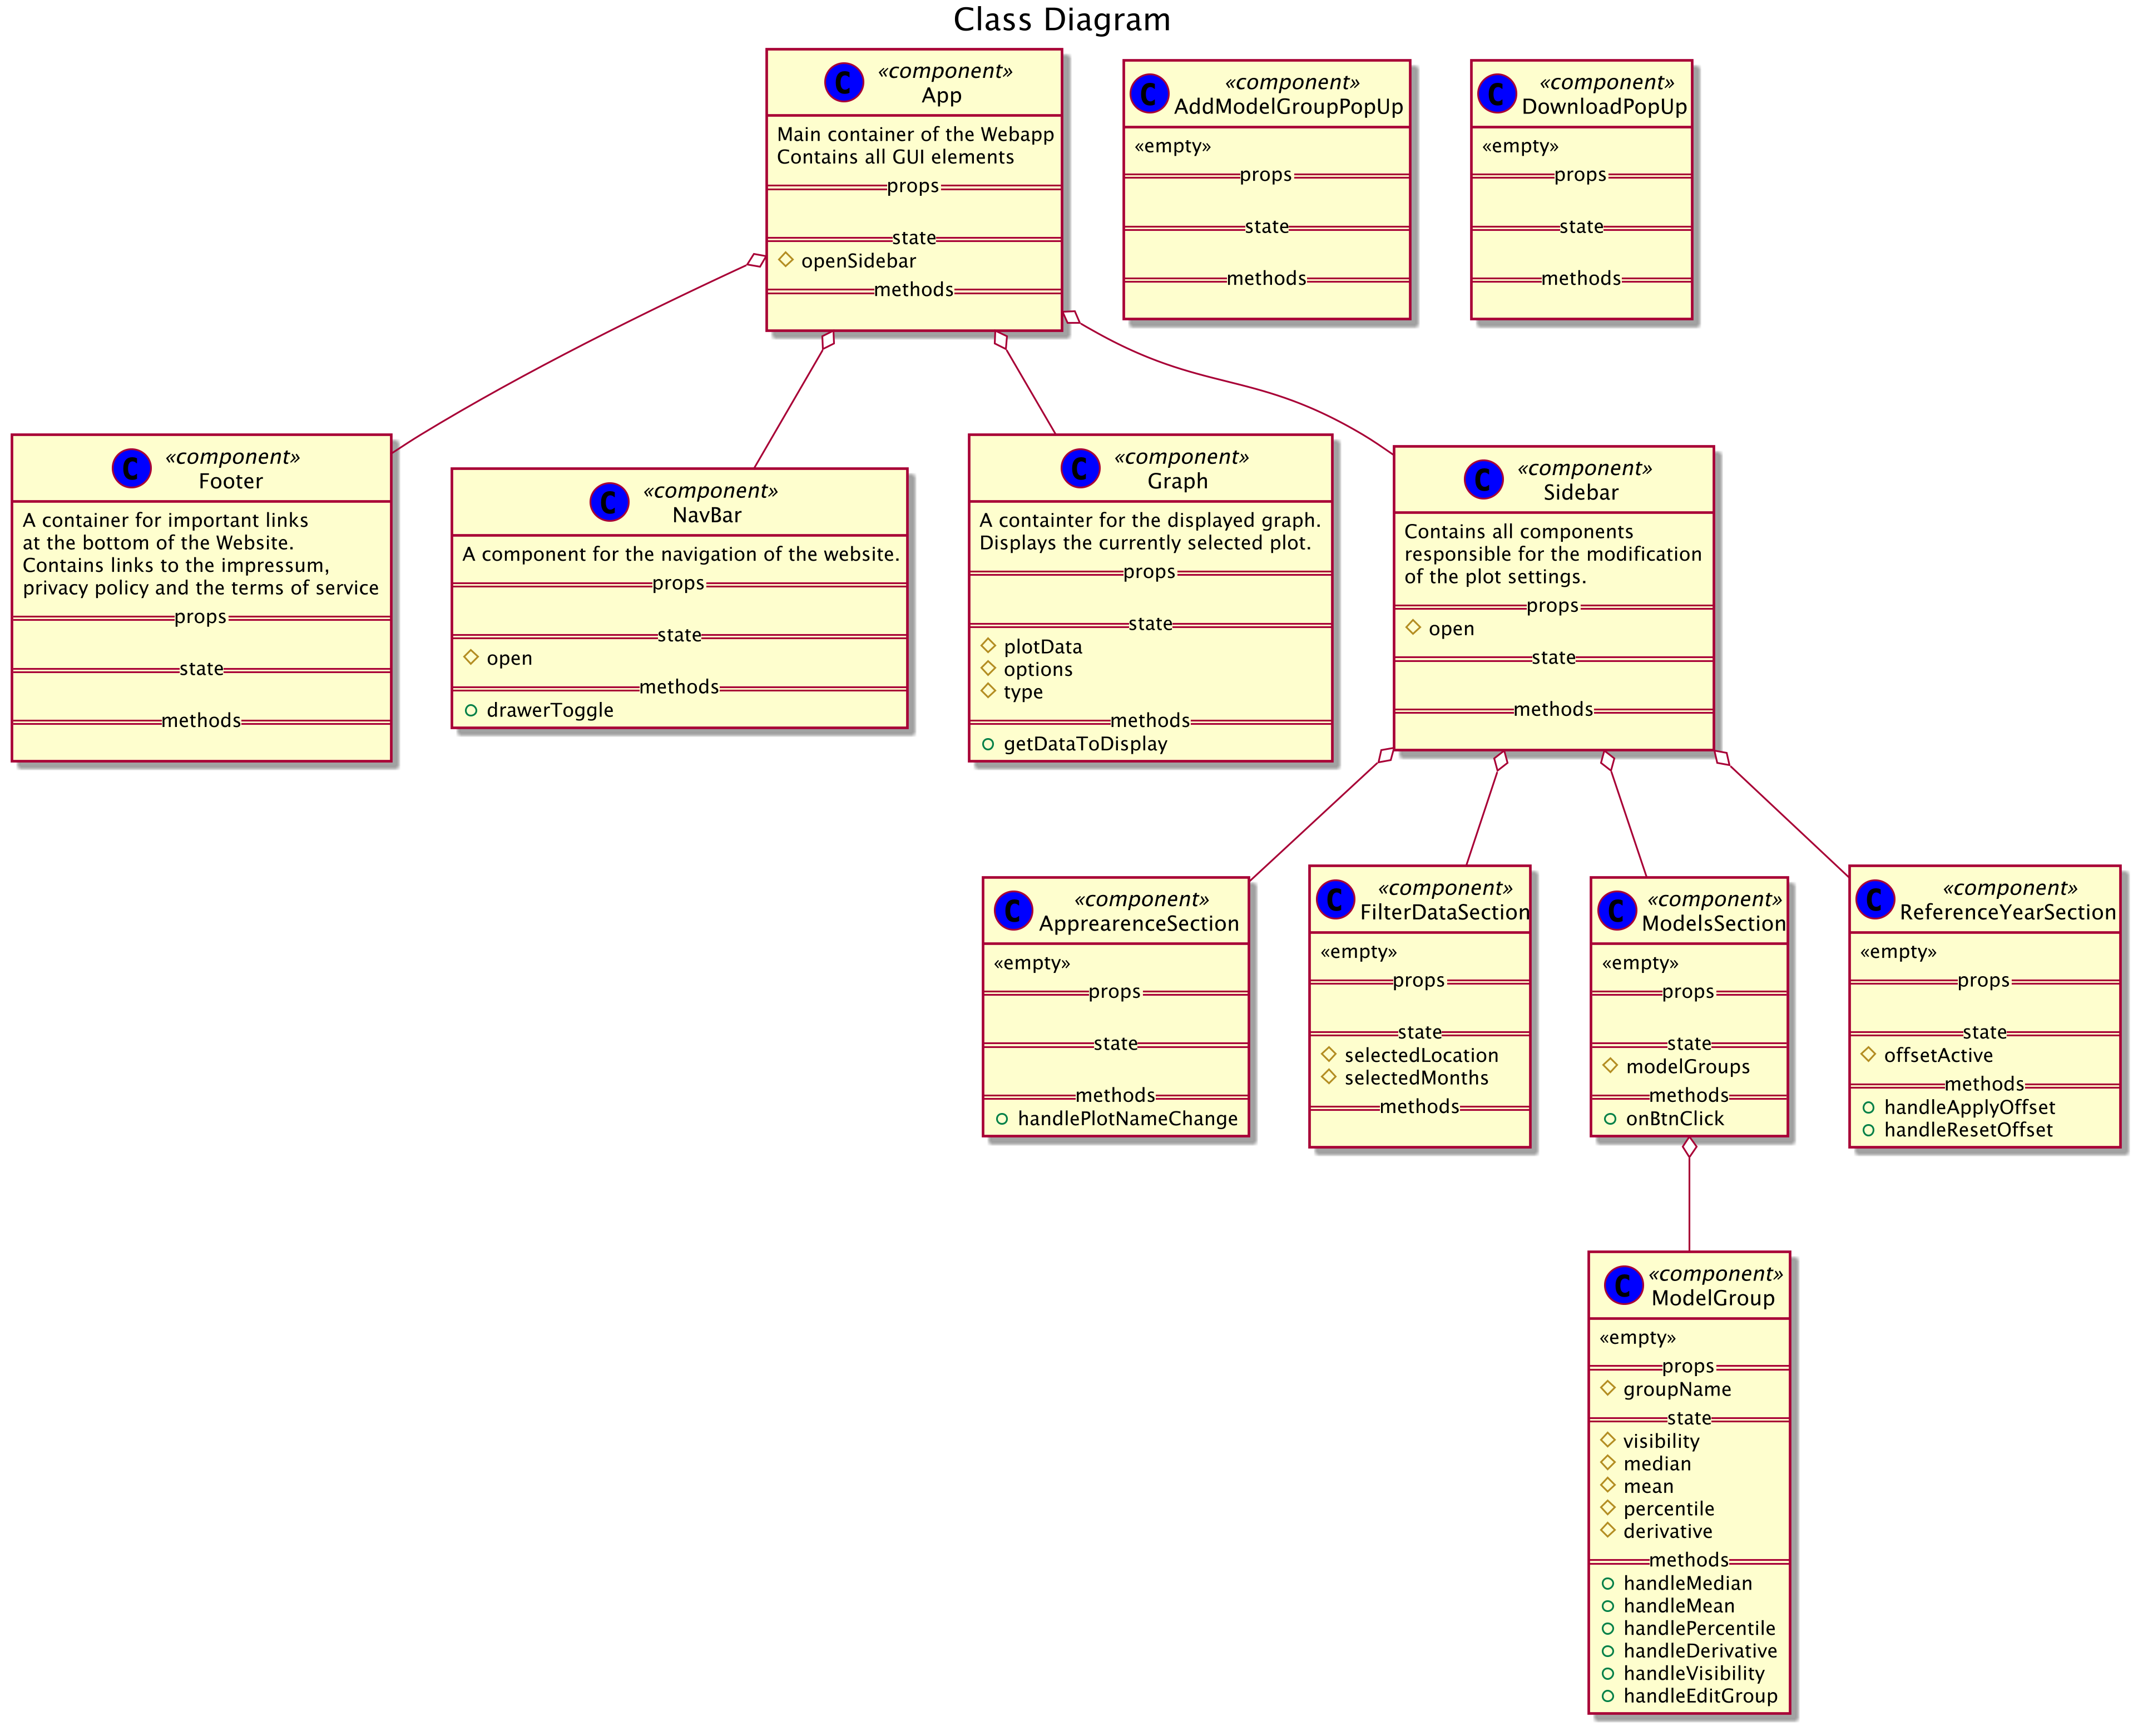 Class Diagram
C
«component»
App
Main container of the Webapp
Contains all GUI elements
props
state
openSidebar
methods
C
«component»
AddModelGroupPopUp
«empty»
props
state
methods
C
«component»
DownloadPopUp
«empty»
props
state
methods
C
«component»
Footer
A container for important links
at the bottom of the Website.
Contains links to the impressum,
privacy policy and the terms of service
props
state
methods
C
«component»
NavBar
A component for the navigation of the website.
props
state
open
methods
drawerToggle
C
«component»
Graph
A containter for the displayed graph.
Displays the currently selected plot.
props
state
plotData
options
type
methods
getDataToDisplay
C
«component»
Sidebar
Contains all components
responsible for the modification
of the plot settings.
props
open
state
methods
C
«component»
ApprearenceSection
«empty»
props
state
methods
handlePlotNameChange
C
«component»
FilterDataSection
«empty»
props
state
selectedLocation
selectedMonths
methods
C
«component»
ModelsSection
«empty»
props
state
modelGroups
methods
onBtnClick
C
«component»
ReferenceYearSection
«empty»
props
state
offsetActive
methods
handleApplyOffset
handleResetOffset
C
«component»
ModelGroup
«empty»
props
groupName
state
visibility
median
mean
percentile
derivative
methods
handleMedian
handleMean
handlePercentile
handleDerivative
handleVisibility
handleEditGroup